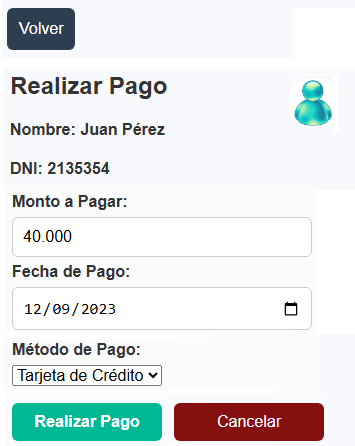 Volver
Realizar Pago
Nombre: Juan Pérez
DNI: 2135354
Monto a Pagar:
40.000
Fecha de Pago:
12/09/2023
Método de Pago:
Tarjeta de Crédito
Realizar Pago
Cancelar